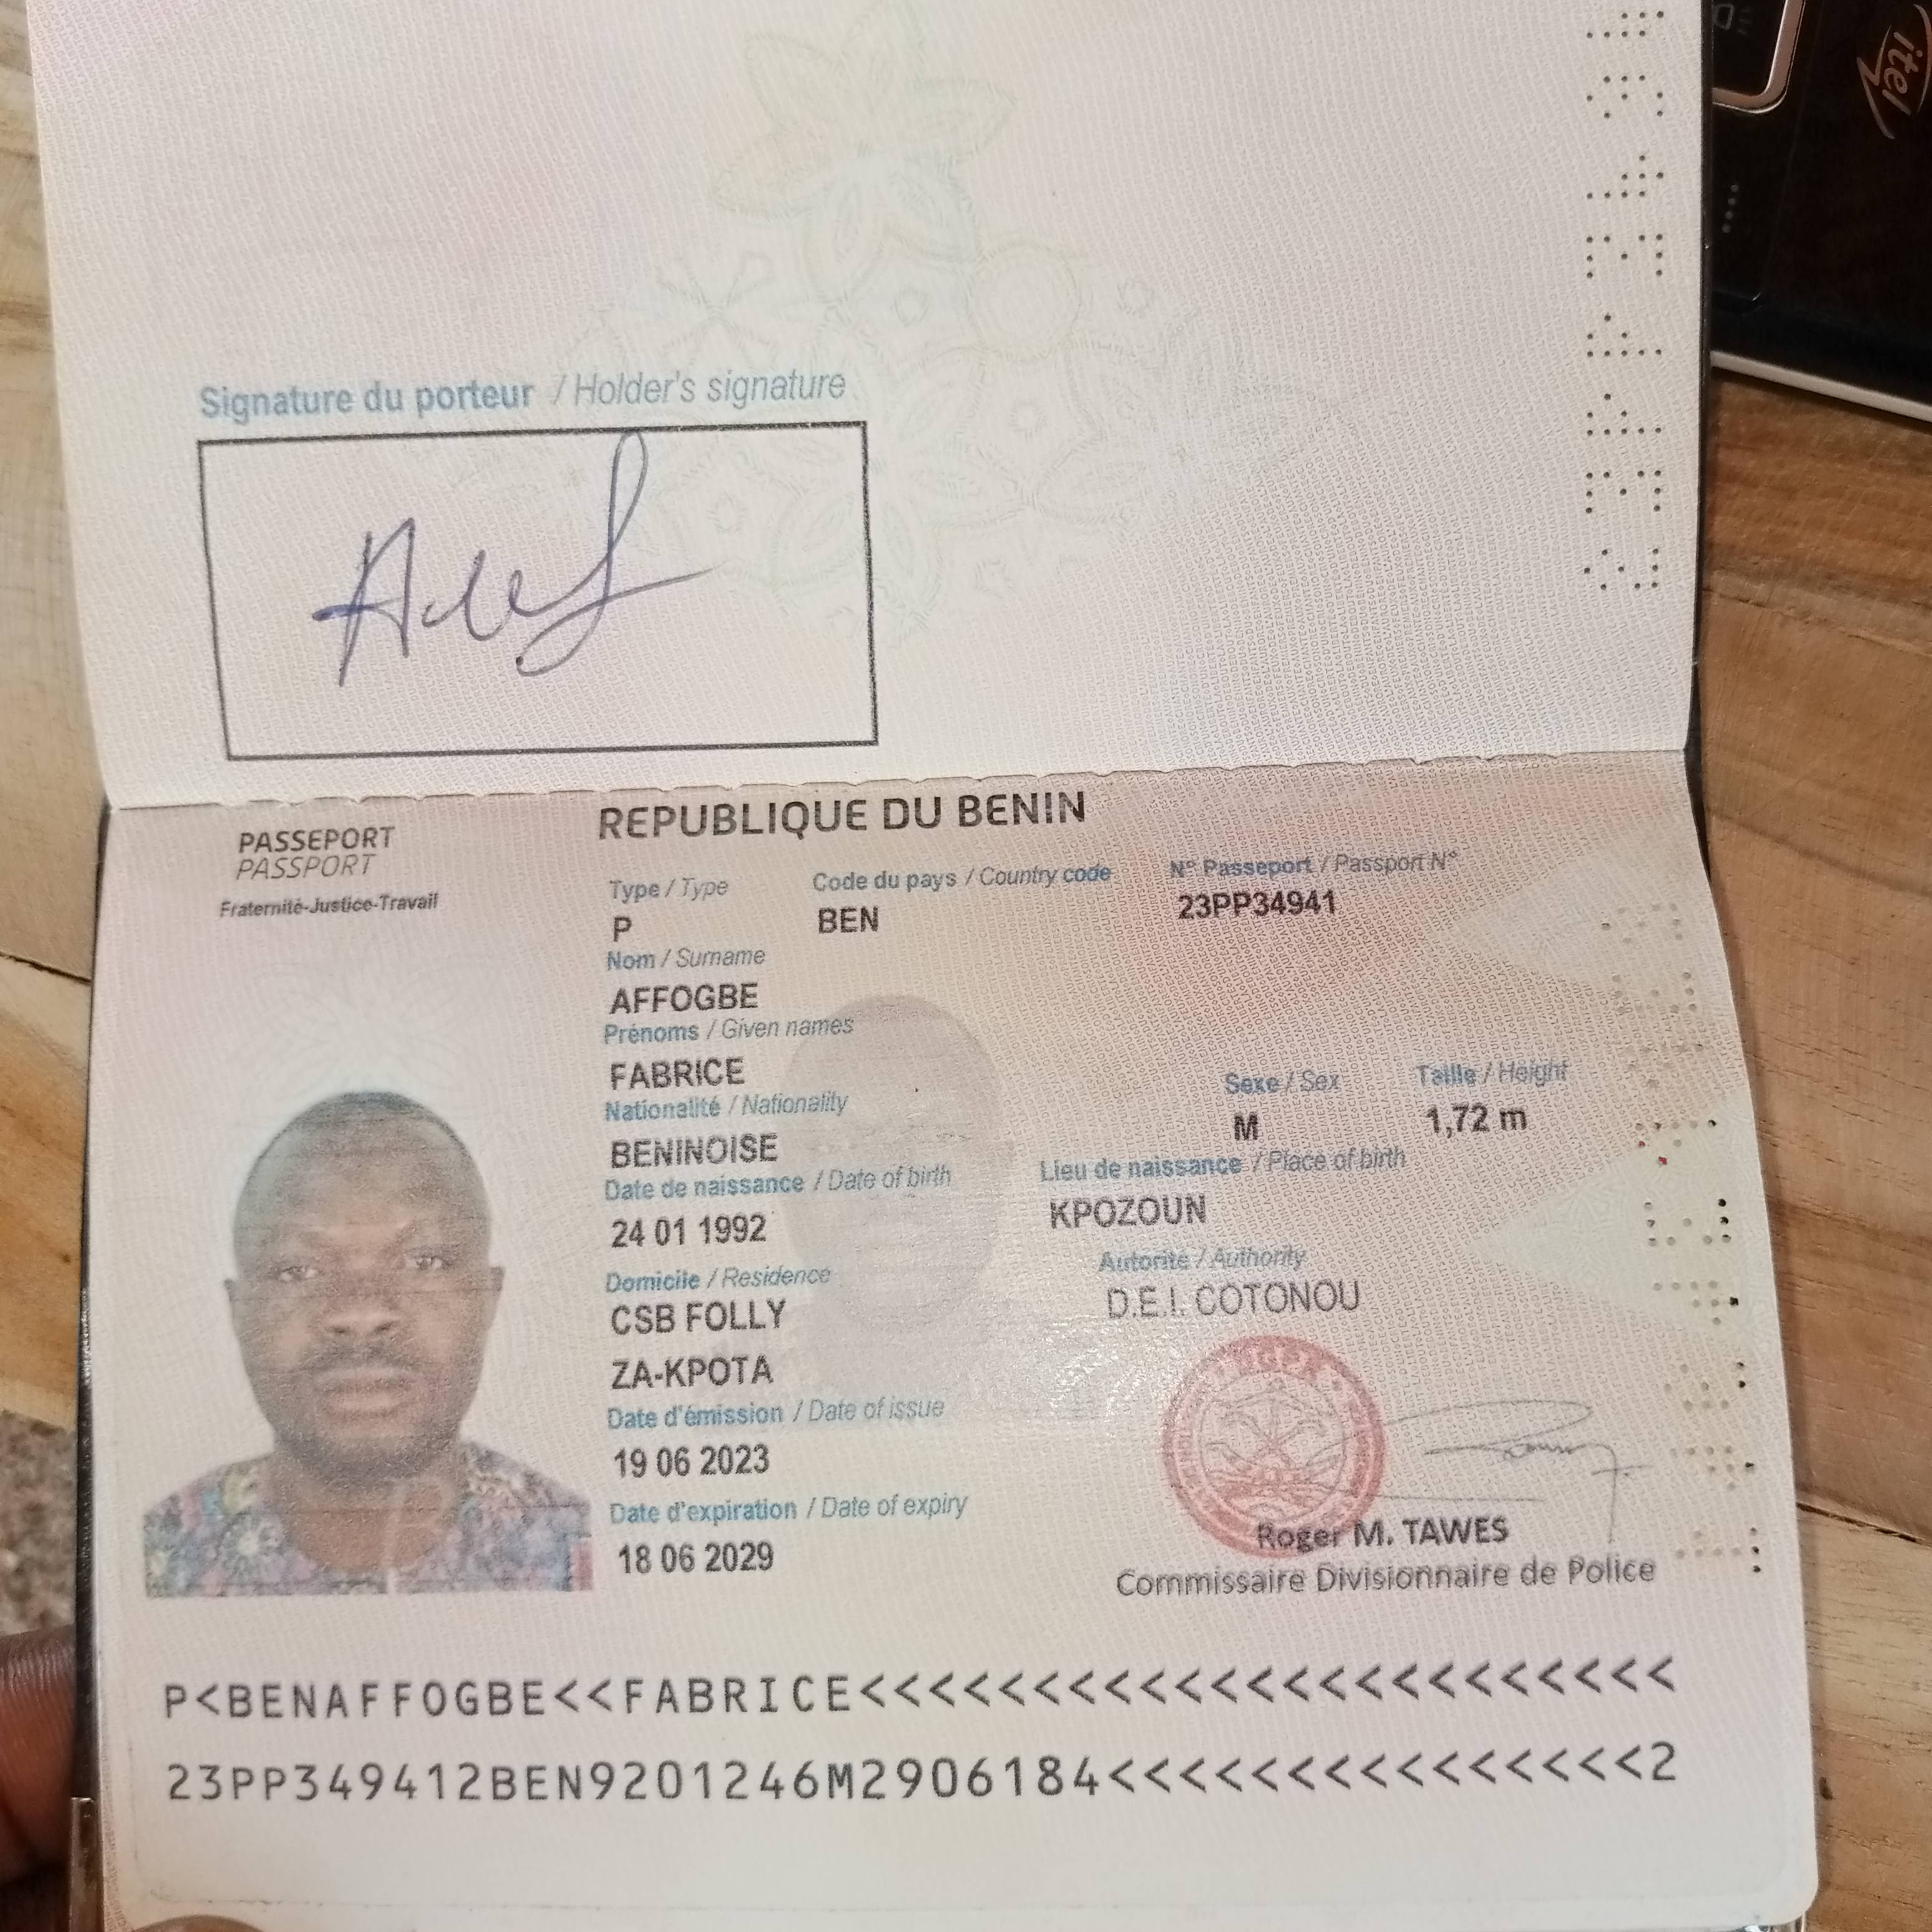 itel
Signature du porteur / Holder's signature
PASSEPORT
PASSPORT
Fraternité-Justice-Travail
REPUBLIQUE DU BENIN
Type / Type
Code du pays / Country code
N° Passeport / Passport N°
P
BEN
23PP34941
Nom / Surname
AFFOGBE
Prénoms / Given names
FABRICE
Nationalité / Nationality
BENINOISE
Sexe / Sex
Taille / Height
M
1,72 m
Date de naissance / Date of birth
24 01 1992
Lieu de naissance / Place of birth
KPOZOUN
Domicile / Residence
CSB FOLLY
ZA-KPOTA
Autorité / Authority
D.E.I. COTONOU
Date d'émission / Date of issue
19 06 2023
Date d'expiration / Date of expiry
18 06 2029
Roger M. TAWES
Commissaire Divisionnaire de Police
P<BENAFFOGBE<<FABRICE<<<<<<<<<<<<<<<<<<<<<<<
23PP349412BEN9201246M2906184<<<<<<<<<<<<<<<2